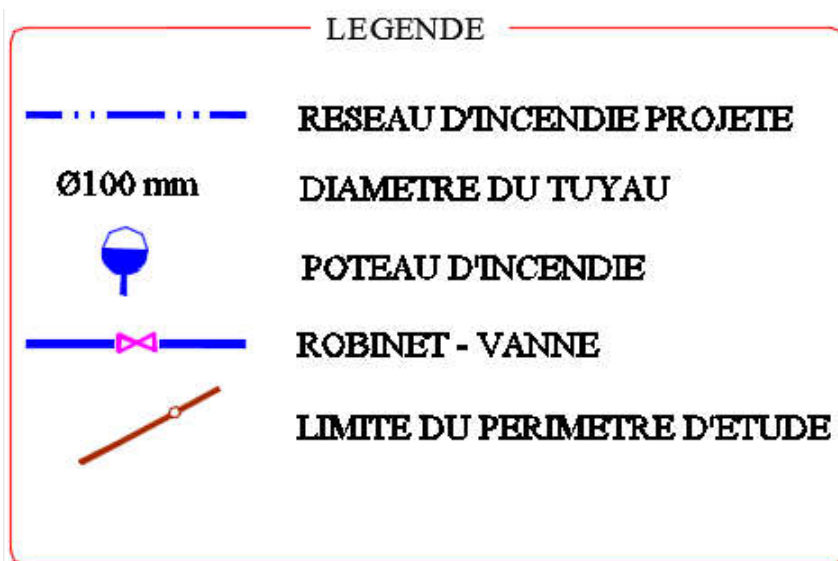 LEGENDE
RESEAU D'INCENDIE PROJETE
Ø100 mm DIAMETRE DU TUYAU
POTEAU D'INCENDIE
ROBINET - VANNE
LIMITE DU PERIMETRE D'ETUDE